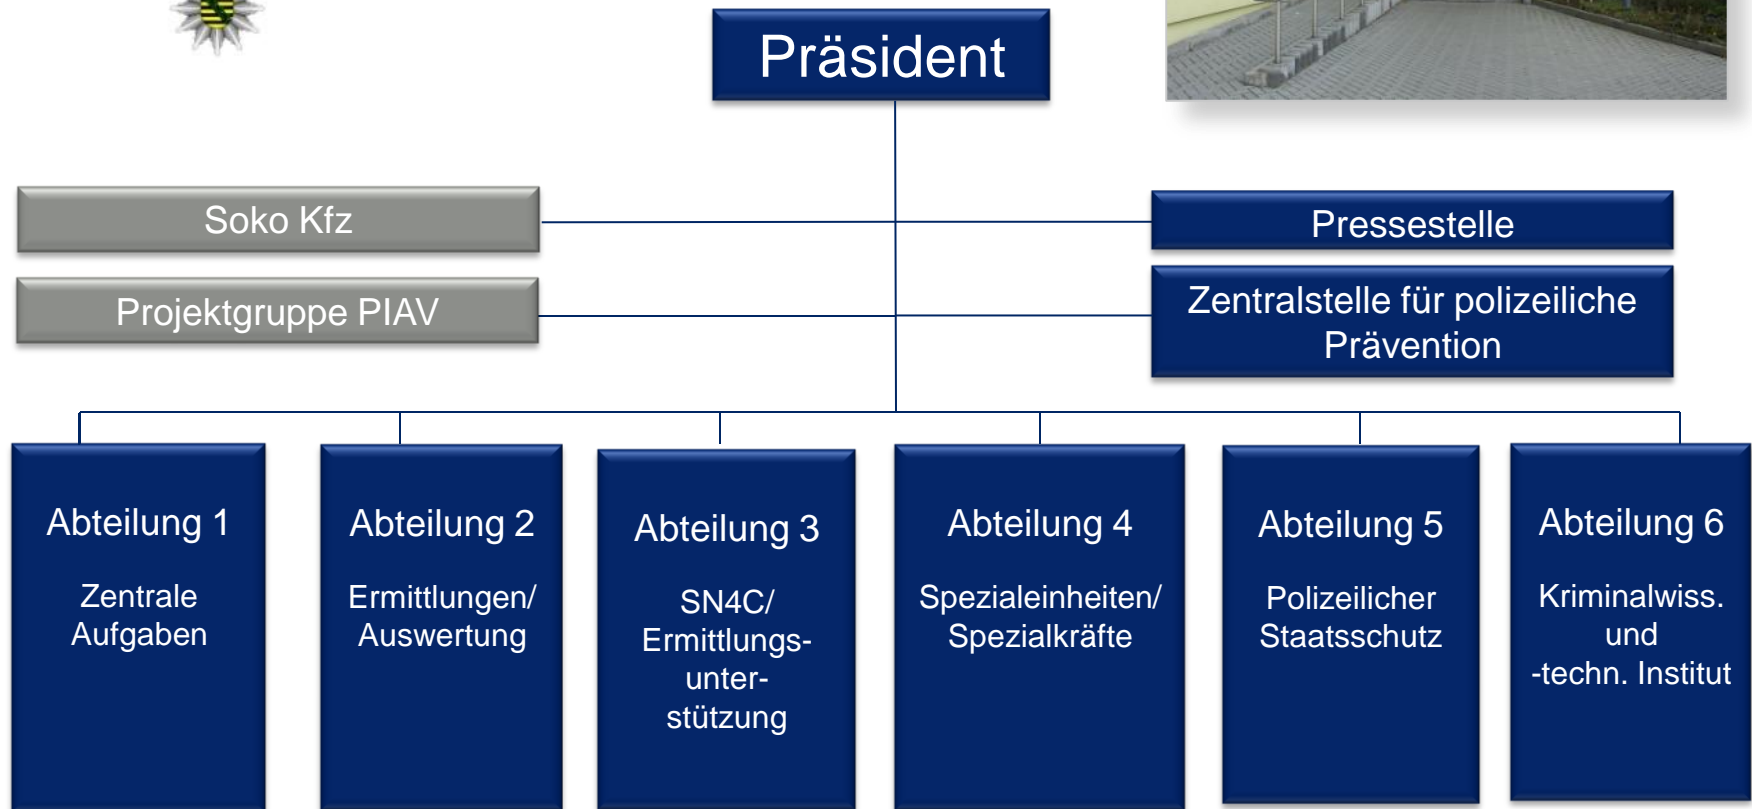 Präsident
Soko Kfz
Pressestelle
Projektgruppe PIAV
Zentralstelle für polizeiliche
Prävention
Abteilung 1
Zentrale
Aufgaben
Abteilung 2
Ermittlungen/
Auswertung
Abteilung 3
SN4C/
Ermittlungs-
unter-
stützung
Abteilung 4
Spezialeinheiten/
Spezialkräfte
Abteilung 5
Polizeilicher
Staatsschutz
Abteilung 6
Kriminalwiss.
und
-techn. Institut